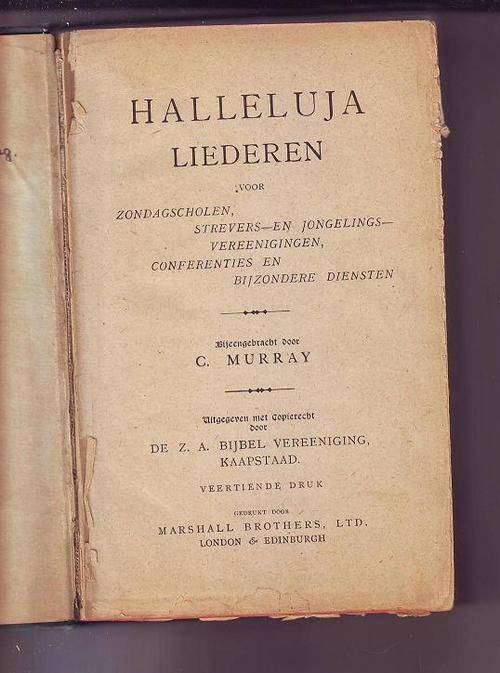 HALLELUJA
LIEDEREN
VOOR
ZONDAGSCHOLEN,
STREVERS—EN JONGELINGS—
VEREENIGINGEN,
CONFERENTIES EN
BIJZONDERE DIENSTEN
Bijeengebracht door
C. MURRAY
Uitgegeven met Copierecht
door
DE Z. A. BIJBEL VEREENIGING,
KAAPSTAAD.
VEERTIENDE DRUK
GEDRUKT DOOR
MARSHALL BROTHERS, LTD.
LONDON & EDINBURGH